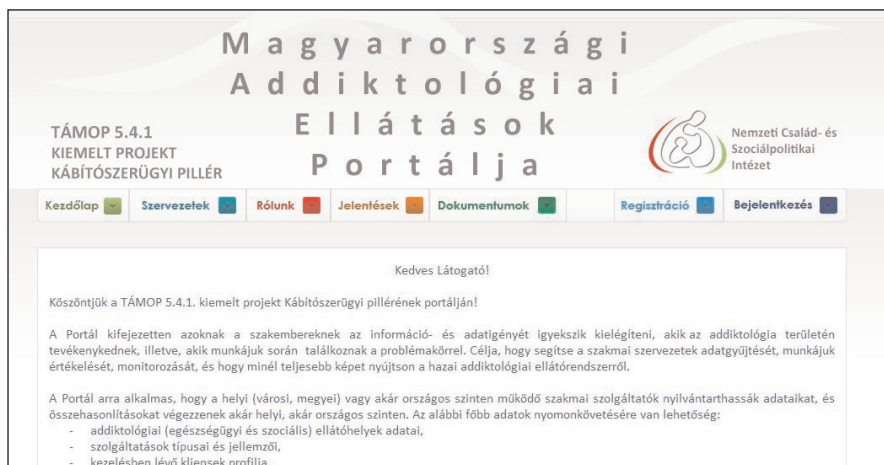 Magyarországi
Addiktológiai
Ellátások
Portálja
TÁMOP 5.4.1
KIEMELT PROJEKT
KÁBÍTÓSZERÜGYI PILLÉR
Nemzeti Család- és
Szociálpolitikai
Intézet
Kezdőlap Szervezetek Rólunk Jelentések Dokumentumok Regisztráció Bejelentkezés
Kedves Látogató!
Köszöntjük a TÁMOP 5.4.1. kiemelt projekt Kábítószerügyi pillérének portálján!
A Portál kifejezetten azoknak a szakembereknek az információ- és adatigényét igyekszik kielégíteni, akik az addiktológia területén
tevékenykednek, illetve, akik munkájuk során találkoznak a problémakörrel. Célja, hogy segítse a szakmai szervezetek adatgyűjtését, munkájuk
értékelését, monitorozását, és hogy minél teljesebb képet nyújtson a hazai addiktológiai ellátórendszerről.
A Portál arra alkalmas, hogy a helyi (városi, megyei) vagy akár országos szinten működő szakmai szolgáltatók nyilvántarthassák adataikat, és
összehasonlításokat végezzenek akár helyi, akár országos szinten. Az alábbi főbb adatok nyomonkövetésére van lehetőség:
- addiktológiai (egészségügyi és szociális) ellátóhelyek adatai,
- szolgáltatások típusai és jellemzői,
- kezelésben lévő kliensek profilja